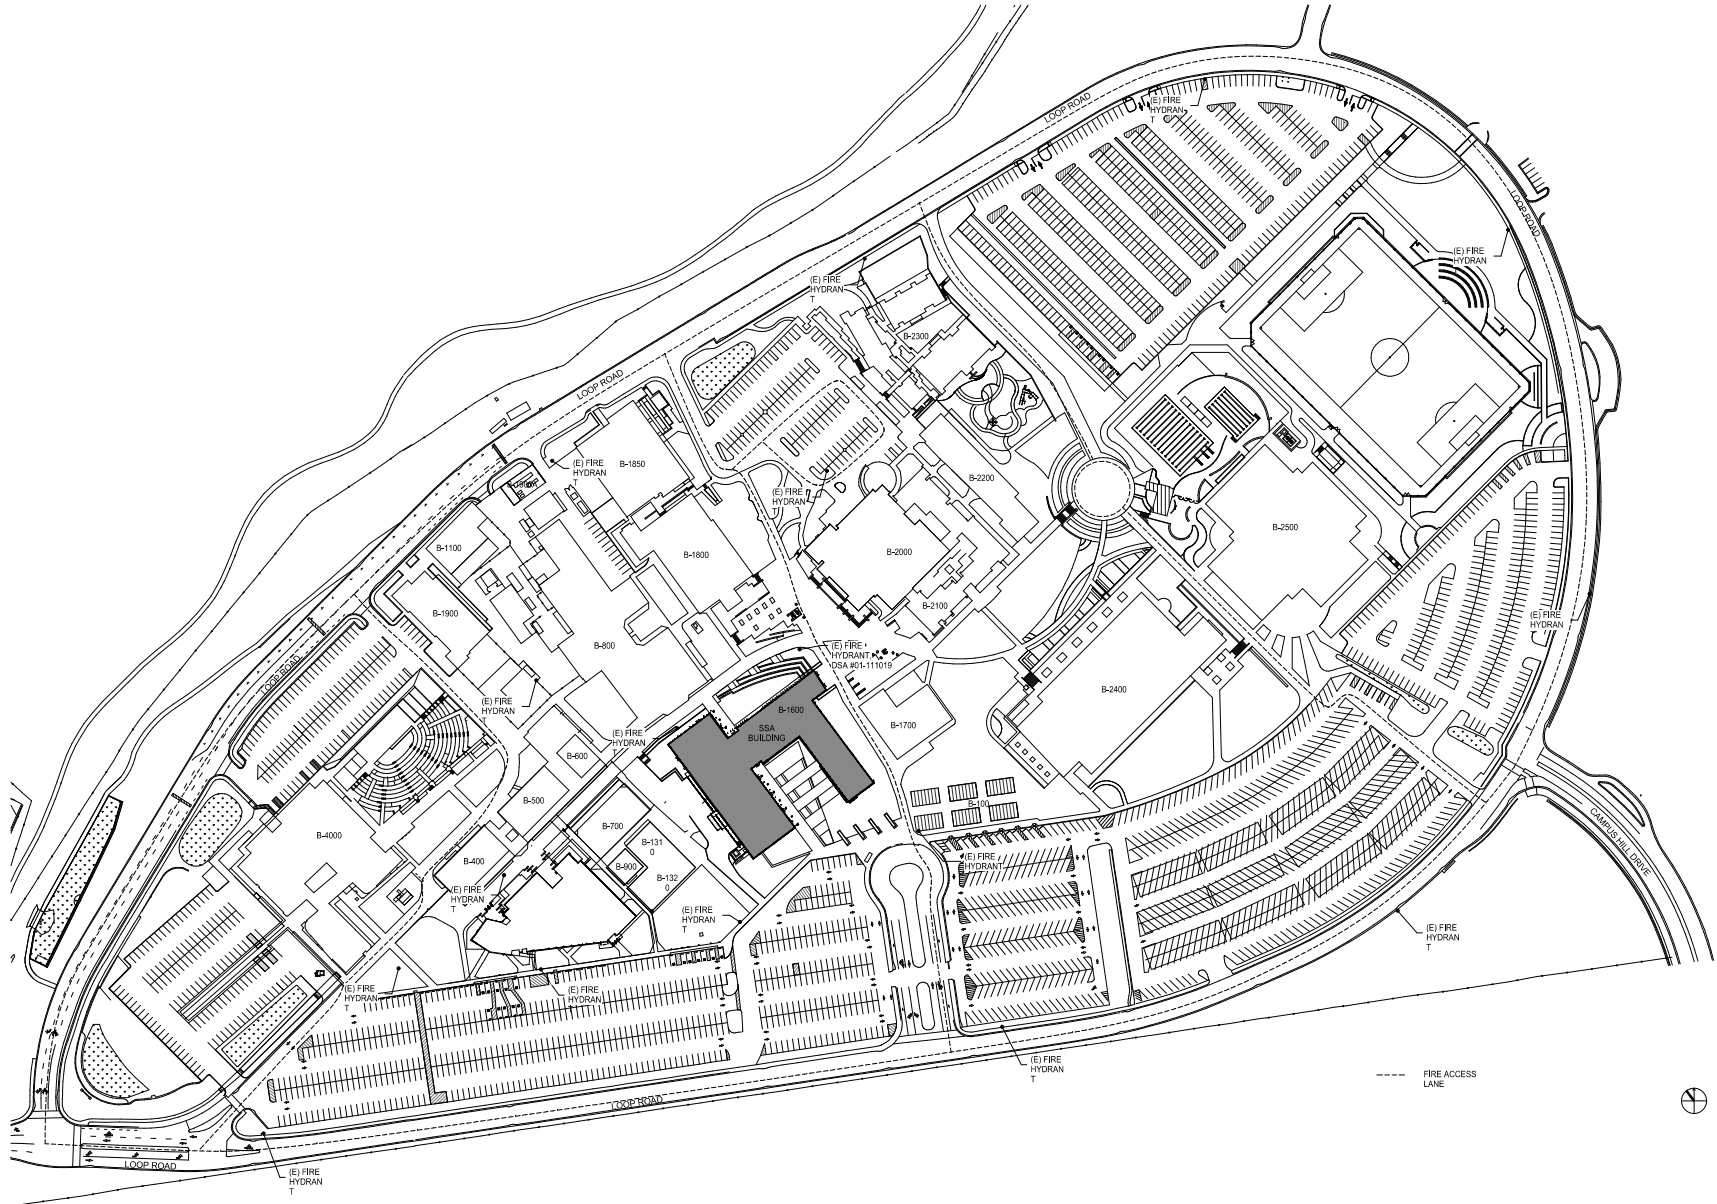 (E) FIRE
HYDRAN
T
LOOP ROAD
LOOP ROAD
(E) FIRE
HYDRAN
(E) FIRE
HYDRAN
T
B-2300
LOOP ROAD
(E) FIRE
HYDRAN
T
B-1850
B-2200
(E) FIRE
HYDRAN
T
B-2500
B-1100
B-1800
B-2000
B-1900
B-2100
(E) FIRE
HYDRAN
B-800
(E) FIRE
HYDRANT,
DSA #01-111019
LOOP ROAD
B-2400
(E) FIRE
HYDRAN
T
B-1600
SSA
BUILDING
B-1700
(E) FIRE
HYDRAN
T
B-600
B-500
B-100
CAMPUS HILL DRIVE
B-700
B-4000
B-131
0
B-400
B-900
(E) FIRE
HYDRANT
B-132
0
(E) FIRE
HYDRAN
T
(E) FIRE
HYDRAN
T
(E) FIRE
HYDRAN
T
(E) FIRE
HYDRAN
T
(E) FIRE
HYDRAN
T
(E) FIRE
HYDRAN
T
FIRE ACCESS
LANE
LOOP ROAD
LOOP ROAD
(E) FIRE
HYDRAN
T